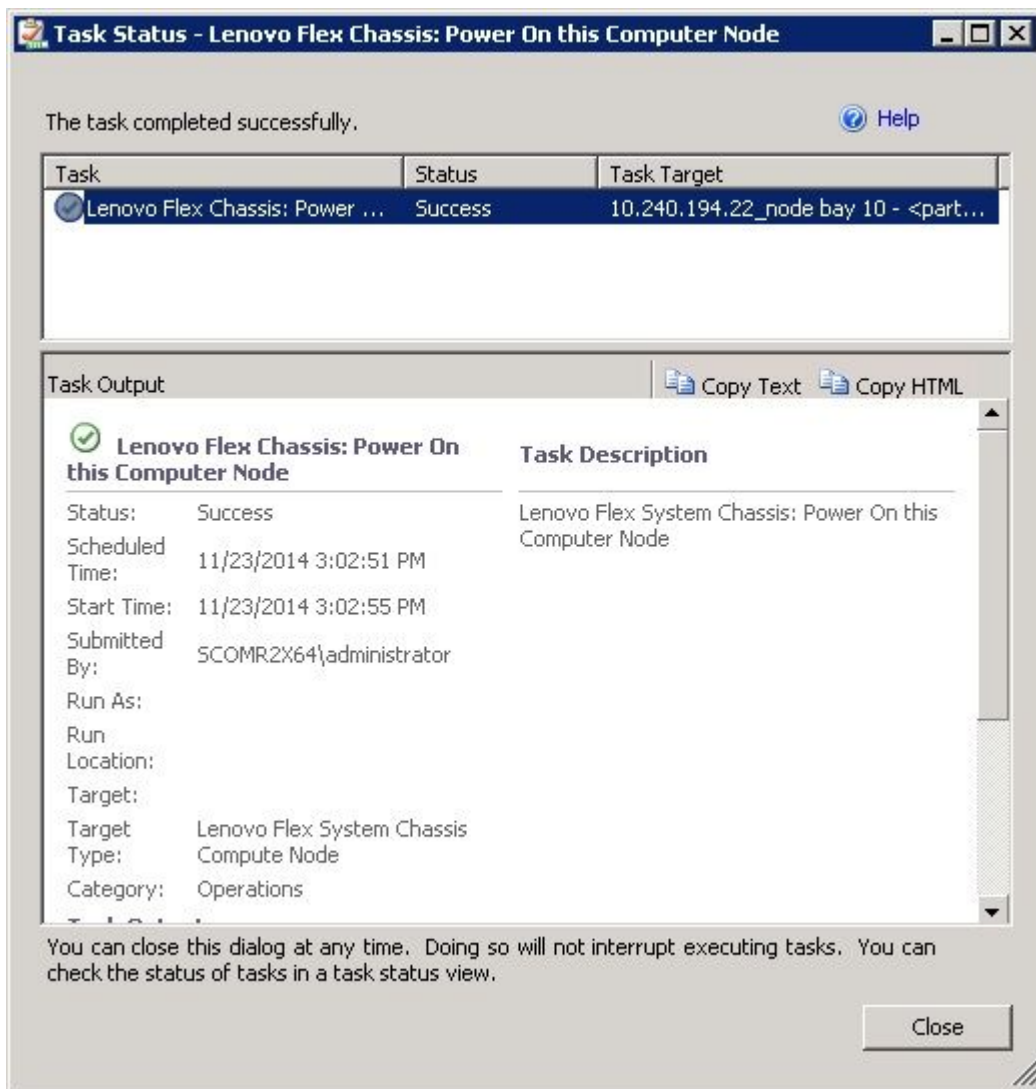 Task Status - Lenovo Flex Chassis: Power On this Computer Node
The task completed successfully.
Help
Task Status Task Target
Lenovo Flex Chassis: Power ... Success 10.240.194.22_node bay 10 - <part...
Task Output
Copy Text Copy HTML
Lenovo Flex Chassis: Power On
this Computer Node
Task Description
Status: Success
Lenovo Flex System Chassis: Power On this
Computer Node
Scheduled
Time: 11/23/2014 3:02:51 PM
Start Time: 11/23/2014 3:02:55 PM
Submitted
By: SCOMR2X64\administrator
Run As:
Run
Location:
Target:
Target
Type: Lenovo Flex System Chassis
Compute Node
Category: Operations
You can close this dialog at any time. Doing so will not interrupt executing tasks. You can
check the status of tasks in a task status view.
Close